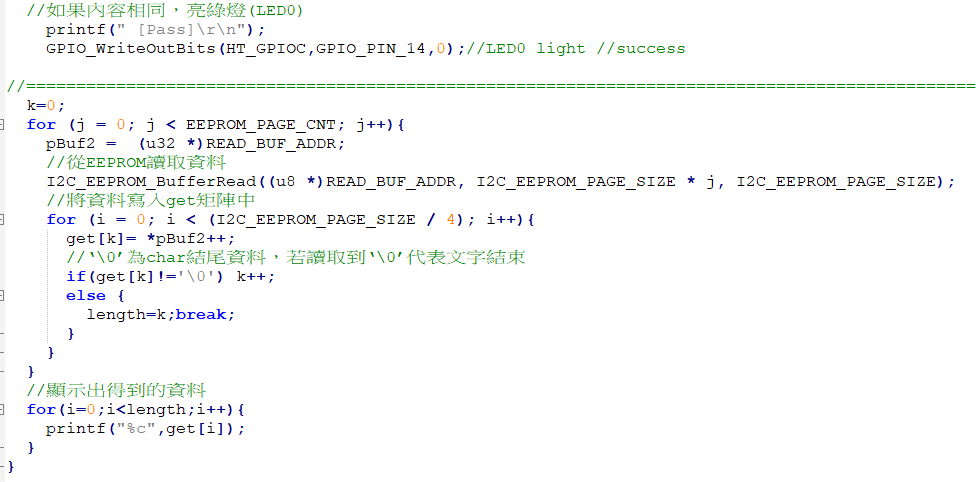 //如果內容相同，亮綠燈(LED0)
printf(" [Pass]\r\n");
GPIO_WriteOutBits(HT_GPIOC,GPIO_PIN_14,0);//LED0 light //success
//===============================================================================================
k=0;
for (j = 0; j < EEPROM_PAGE_CNT; j++){
pBuf2 =  (u32 *)READ_BUF_ADDR;
//從EEPROM讀取資料
I2C_EEPROM_BufferRead((u8 *)READ_BUF_ADDR, I2C_EEPROM_PAGE_SIZE * j, I2C_EEPROM_PAGE_SIZE);
//將資料寫入get矩陣中
for (i = 0; i < (I2C_EEPROM_PAGE_SIZE / 4); i++){
get[k]= *pBuf2++;
//‘\0’為char結尾資料，若讀取到‘\0’代表文字結束
if(get[k]!='\0') k++;
else {
length=k;break;
}
}
}
//顯示出得到的資料
for(i=0;i<length;i++){
printf("%c",get[i]);
}
}